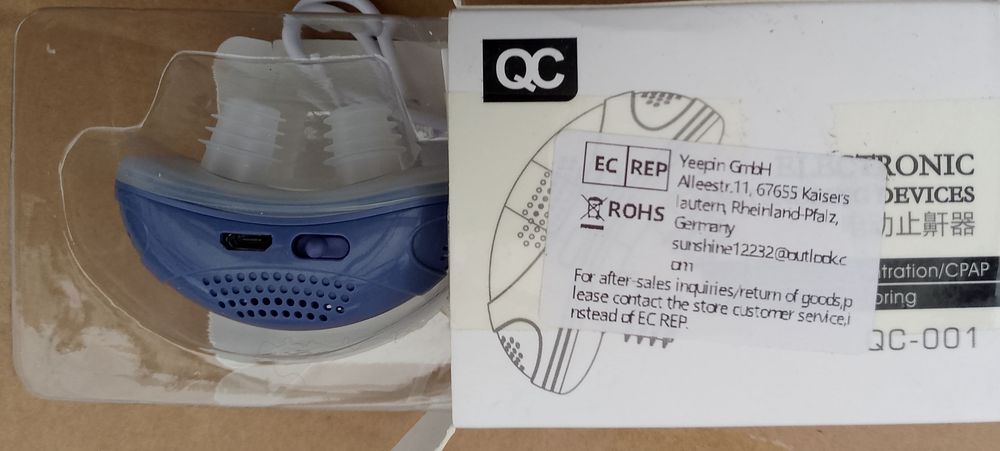 QC
EC REP
ROHS
Yeepin GmbH
Alleestr.11, 67655 Kaisers
lautern, Rheinland-Pfalz,
Germany
sunshine12232@outlook.c
om
For after-sales inquiries/return of goods,p
lease contact the store customer service,i
nstead of EC REP.
ELECTRONIC
DEVICES
止鼾器
tration/CPAP
oring
QC-001